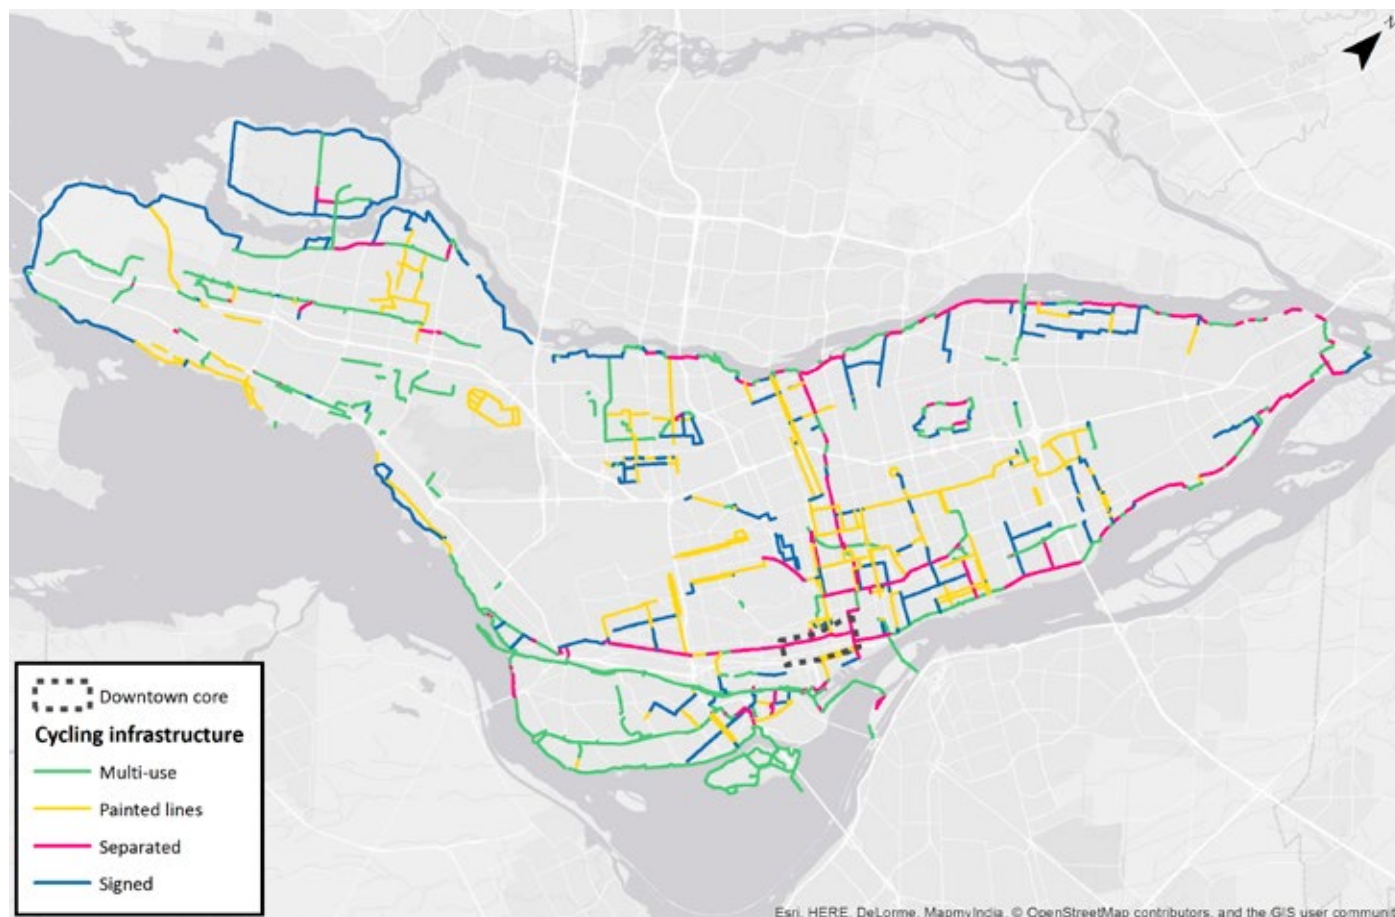 Downtown core
Cycling infrastructure
Multi-use
Painted lines
Separated
Signed
Esri, HERE, DeLorme, MapmyIndia, © OpenStreetMap contributors, and the GIS user communit